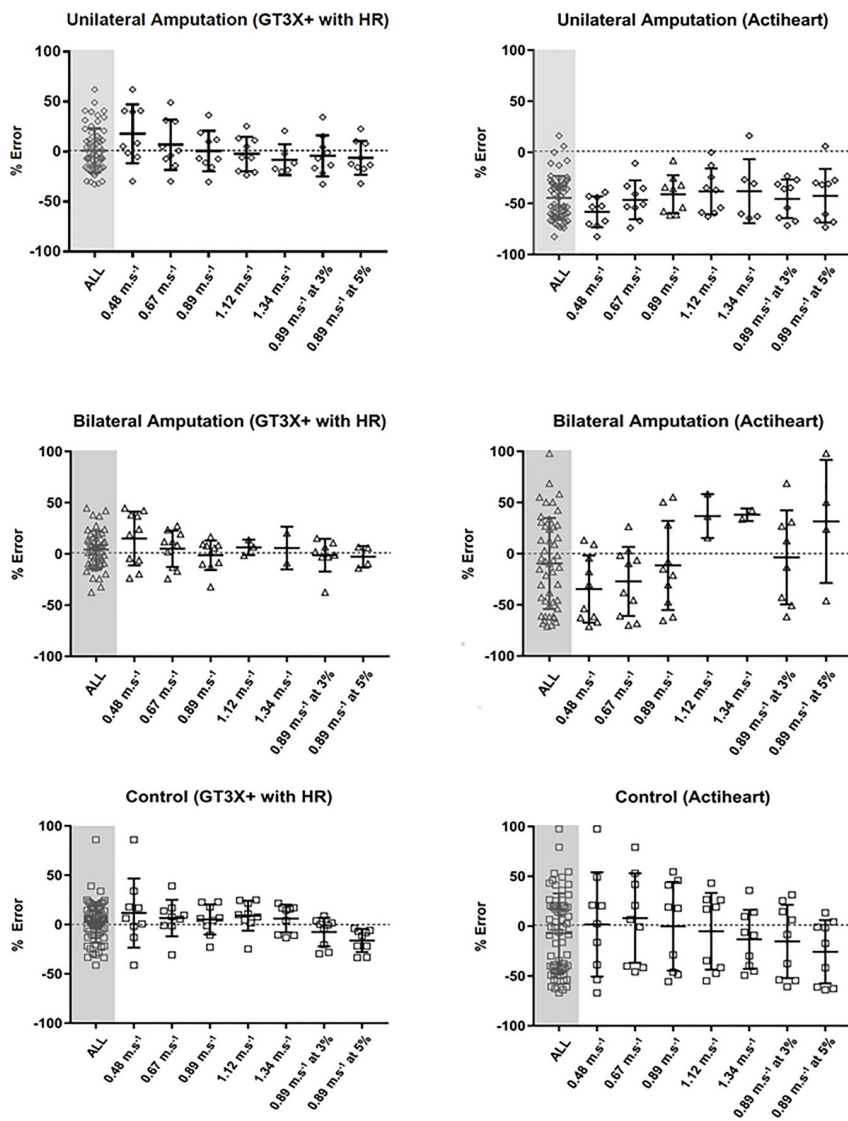 Unilateral Amputation (GT3X+ with HR)
% Error
100
50
0
-50
-100
ALL
0.48 m.s⁻¹
0.67 m.s⁻¹
0.89 m.s⁻¹
1.12 m.s⁻¹
1.34 m.s⁻¹
0.89 m.s⁻¹ at 3%
0.89 m.s⁻¹ at 5%
Unilateral Amputation (Actiheart)
% Error
100
50
0
-50
-100
ALL
0.48 m.s⁻¹
0.67 m.s⁻¹
0.89 m.s⁻¹
1.12 m.s⁻¹
1.34 m.s⁻¹
0.89 m.s⁻¹ at 3%
0.89 m.s⁻¹ at 5%
Bilateral Amputation (GT3X+ with HR)
% Error
100
50
0
-50
-100
ALL
0.48 m.s⁻¹
0.67 m.s⁻¹
0.89 m.s⁻¹
1.12 m.s⁻¹
1.34 m.s⁻¹
0.89 m.s⁻¹ at 3%
0.89 m.s⁻¹ at 5%
Bilateral Amputation (Actiheart)
% Error
100
50
0
-50
-100
ALL
0.48 m.s⁻¹
0.67 m.s⁻¹
0.89 m.s⁻¹
1.12 m.s⁻¹
1.34 m.s⁻¹
0.89 m.s⁻¹ at 3%
0.89 m.s⁻¹ at 5%
Control (GT3X+ with HR)
% Error
100
50
0
-50
-100
ALL
0.48 m.s⁻¹
0.67 m.s⁻¹
0.89 m.s⁻¹
1.12 m.s⁻¹
1.34 m.s⁻¹
0.89 m.s⁻¹ at 3%
0.89 m.s⁻¹ at 5%
Control (Actiheart)
% Error
100
50
0
-50
-100
ALL
0.48 m.s⁻¹
0.67 m.s⁻¹
0.89 m.s⁻¹
1.12 m.s⁻¹
1.34 m.s⁻¹
0.89 m.s⁻¹ at 3%
0.89 m.s⁻¹ at 5%